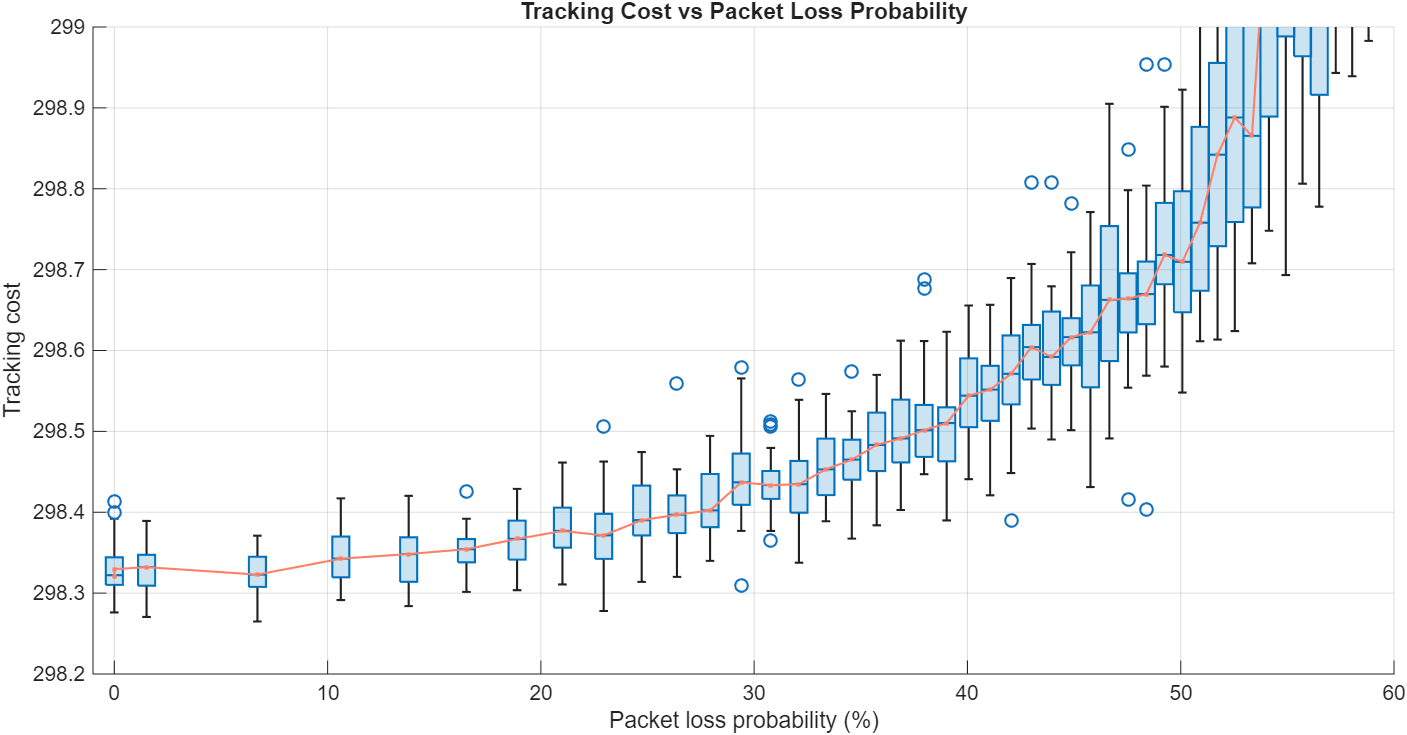 Tracking Cost vs Packet Loss Probability
299
298.9
298.8
298.7
298.6
298.5
298.4
298.3
298.2
Tracking cost
0 10 20 30 40 50 60
Packet loss probability (%)